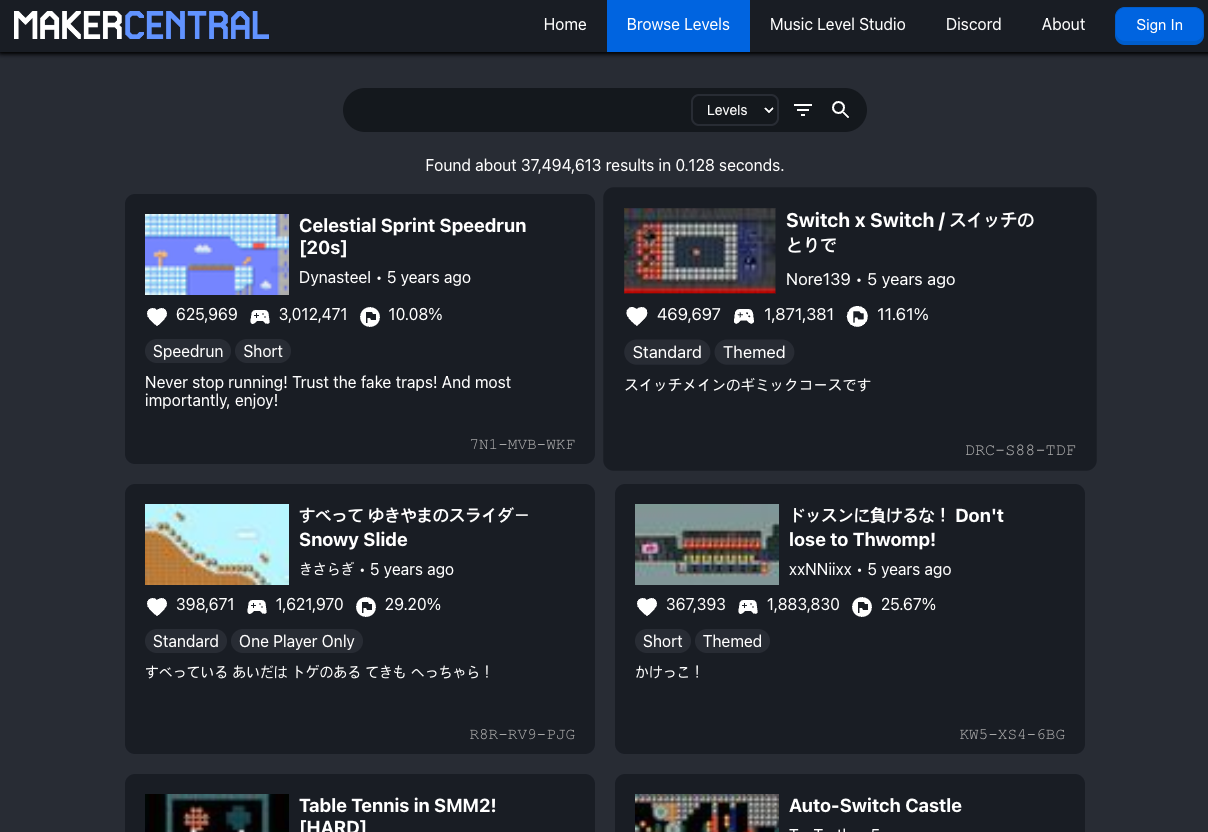 MAKERCENTRAL
Home
Browse Levels
Music Level Studio
Discord
About
Sign In
Levels
Found about 37,494,613 results in 0.128 seconds.
Celestial Sprint Speedrun
[20s]
Dynasteel • 5 years ago
625,969 3,012,471 10.08%
Speedrun Short
Never stop running! Trust the fake traps! And most
importantly, enjoy!
7N1-MVB-WKF
Switch x Switch / スイッチの
とりで
Nore139 • 5 years ago
469,697 1,871,381 11.61%
Standard Themed
スイッチメインのギミックコースです
DRC-S88-TDF
すべって ゆきやまのスライダー
Snowy Slide
きさらぎ • 5 years ago
398,671 1,621,970 29.20%
Standard One Player Only
すべっている あいだは トゲのある てきも へっちゃら！
R8R-RV9-PJG
ドッスンに負けるな！ Don't
lose to Thwomp!
xxNNiixx • 5 years ago
367,393 1,883,830 25.67%
Short Themed
かけっこ！
KW5-XS4-6BG
Table Tennis in SMM2!
[HARD]
Auto-Switch Castle